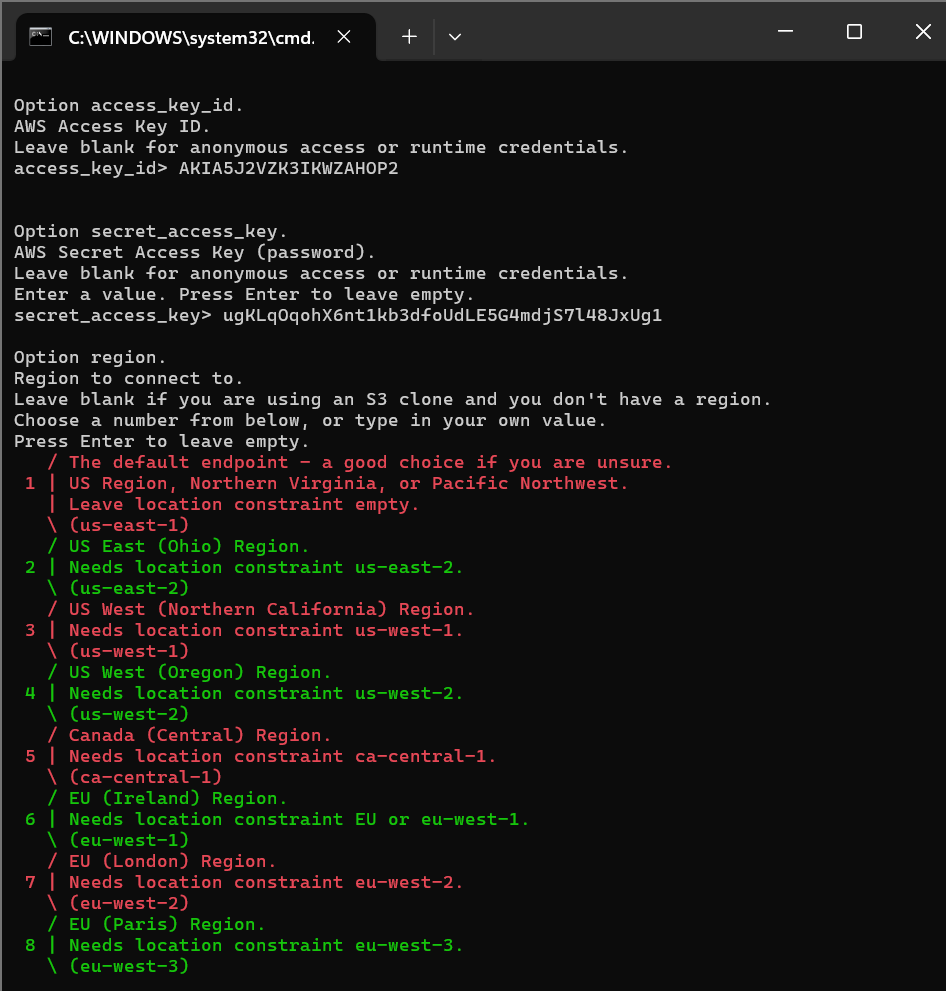 C:\WINDOWS\system32\cmd.
Option access_key_id.
AWS Access Key ID.
Leave blank for anonymous access or runtime credentials.
access_key_id> AKIA5J2VZK3IKWZAHOP2
Option secret_access_key.
AWS Secret Access Key (password).
Leave blank for anonymous access or runtime credentials.
Enter a value. Press Enter to leave empty.
secret_access_key> ugKLqOqohX6nt1kb3dfoUdLE5G4mdjS7l48JxUg1
Option region.
Region to connect to.
Leave blank if you are using an S3 clone and you don't have a region.
Choose a number from below, or type in your own value.
Press Enter to leave empty.
   / The default endpoint - a good choice if you are unsure.
 1 | US Region, Northern Virginia, or Pacific Northwest.
   | Leave location constraint empty.
   \ (us-east-1)
   / US East (Ohio) Region.
 2 | Needs location constraint us-east-2.
   \ (us-east-2)
   / US West (Northern California) Region.
 3 | Needs location constraint us-west-1.
   \ (us-west-1)
   / US West (Oregon) Region.
 4 | Needs location constraint us-west-2.
   \ (us-west-2)
   / Canada (Central) Region.
 5 | Needs location constraint ca-central-1.
   \ (ca-central-1)
   / EU (Ireland) Region.
 6 | Needs location constraint EU or eu-west-1.
   \ (eu-west-1)
   / EU (London) Region.
 7 | Needs location constraint eu-west-2.
   \ (eu-west-2)
   / EU (Paris) Region.
 8 | Needs location constraint eu-west-3.
   \ (eu-west-3)